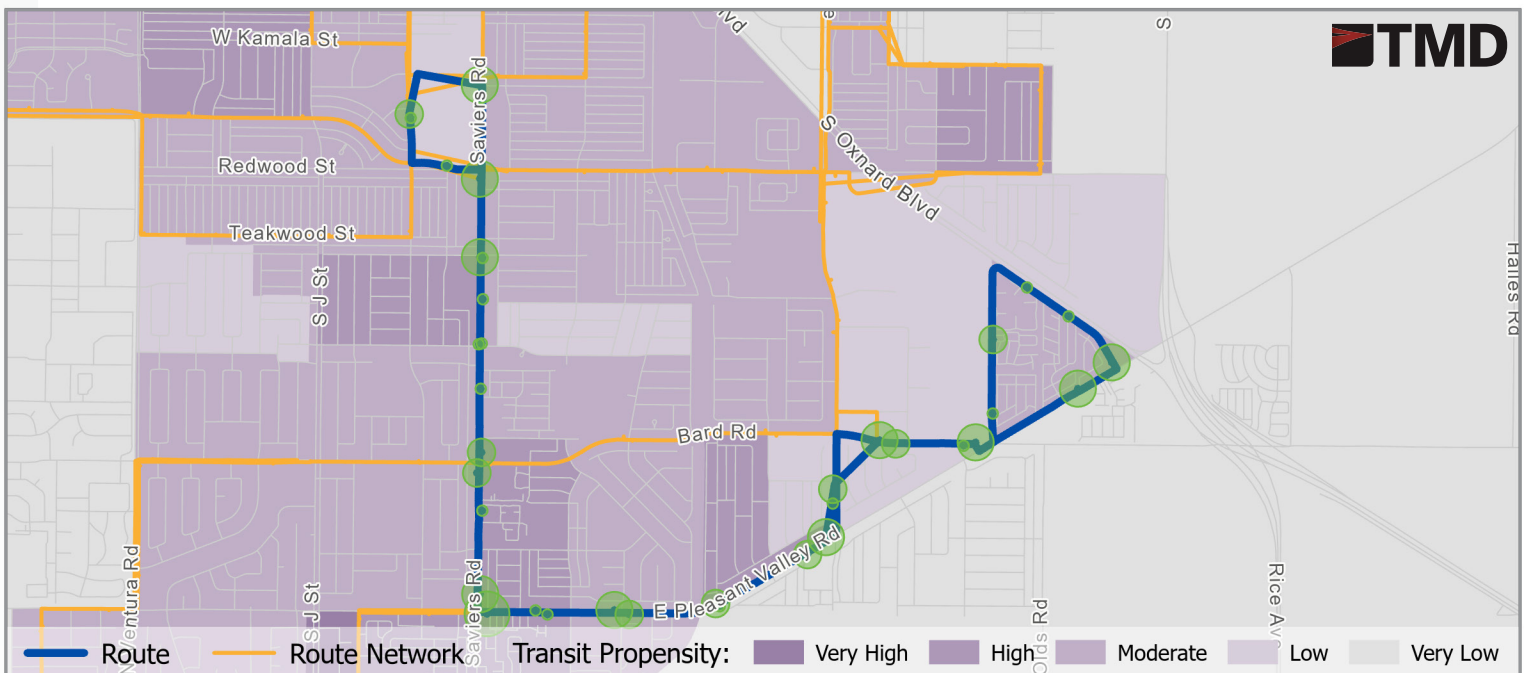 lvd
e
S
TMD
W Kamala St
Saviers Rd
S Oxnard Blvd
Redwood St
Teakwood St
S J St
Hailes Rd
Bard Rd
E Pleasant Valley Rd
N Ventura Rd
S J St
Saviers Rd
Olds Rd
Rice Ave
Route
Route Network
Transit Propensity:
Very High
High
Moderate
Low
Very Low